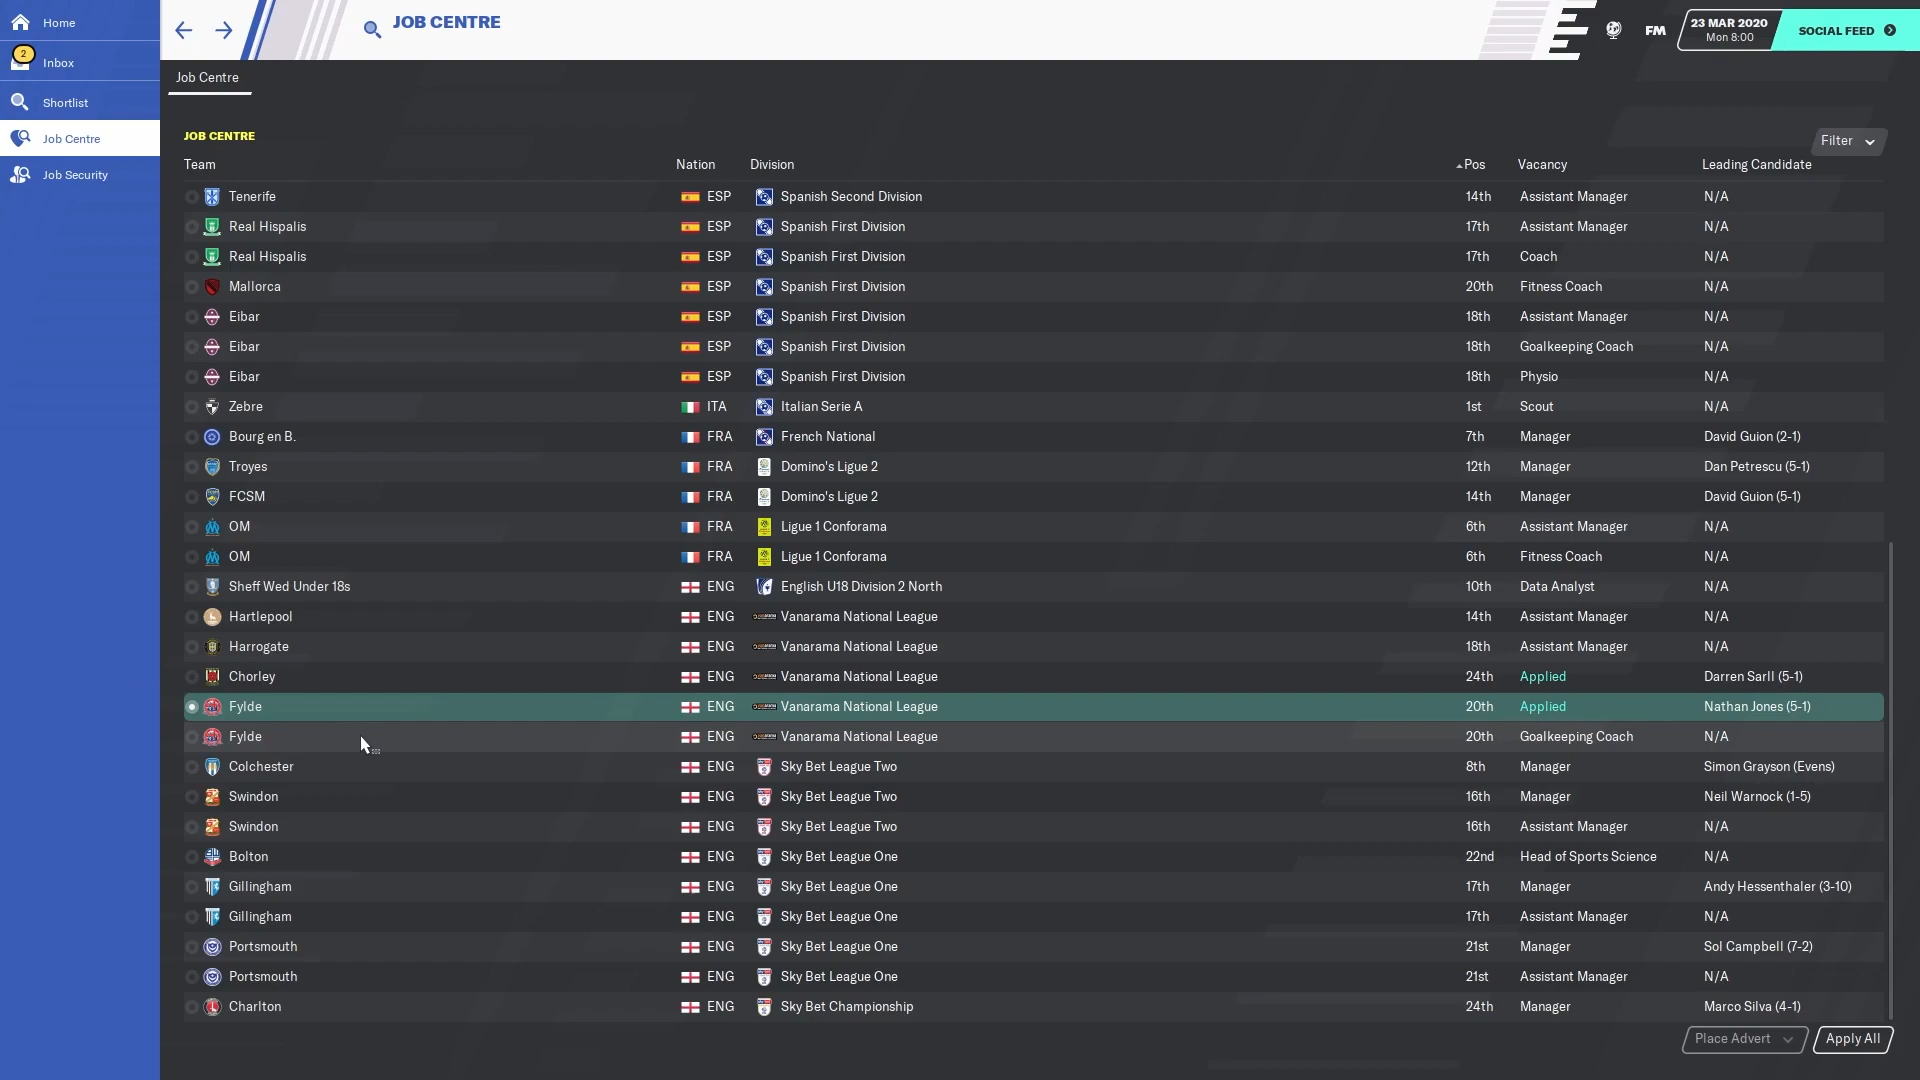 Home
JOB CENTRE
23 MAR 2020
Mon 8:00
FM
SOCIAL FEED
2
Inbox
Shortlist
Job Centre
Job Security
Job Centre
JOB CENTRE
Filter
Team Nation Division Pos Vacancy Leading Candidate
Tenerife ESP Spanish Second Division 14th Assistant Manager N/A
Real Hispalis ESP Spanish First Division 17th Assistant Manager N/A
Real Hispalis ESP Spanish First Division 17th Coach N/A
Mallorca ESP Spanish First Division 20th Fitness Coach N/A
Eibar ESP Spanish First Division 18th Assistant Manager N/A
Eibar ESP Spanish First Division 18th Goalkeeping Coach N/A
Eibar ESP Spanish First Division 18th Physio N/A
Zebre ITA Italian Serie A 1st Scout N/A
Bourg en B. FRA French National 7th Manager David Guion (2-1)
Troyes FRA Domino's Ligue 2 12th Manager Dan Petrescu (5-1)
FCSM FRA Domino's Ligue 2 14th Manager David Guion (5-1)
OM FRA Ligue 1 Conforama 6th Assistant Manager N/A
OM FRA Ligue 1 Conforama 6th Fitness Coach N/A
Sheff Wed Under 18s ENG English U18 Division 2 North 10th Data Analyst N/A
Hartlepool ENG Vanarama National League 14th Assistant Manager N/A
Harrogate ENG Vanarama National League 18th Assistant Manager N/A
Chorley ENG Vanarama National League 24th Applied Darren Sarll (5-1)
Fylde ENG Vanarama National League 20th Applied Nathan Jones (5-1)
Fylde ENG Vanarama National League 20th Goalkeeping Coach N/A
Colchester ENG Sky Bet League Two 8th Manager Simon Grayson (Evens)
Swindon ENG Sky Bet League Two 16th Manager Neil Warnock (1-5)
Swindon ENG Sky Bet League Two 16th Assistant Manager N/A
Bolton ENG Sky Bet League One 22nd Head of Sports Science N/A
Gillingham ENG Sky Bet League One 17th Manager Andy Hessenthaler (3-10)
Gillingham ENG Sky Bet League One 17th Assistant Manager N/A
Portsmouth ENG Sky Bet League One 21st Manager Sol Campbell (7-2)
Portsmouth ENG Sky Bet League One 21st Assistant Manager N/A
Charlton ENG Sky Bet Championship 24th Manager Marco Silva (4-1)
Place Advert
Apply All